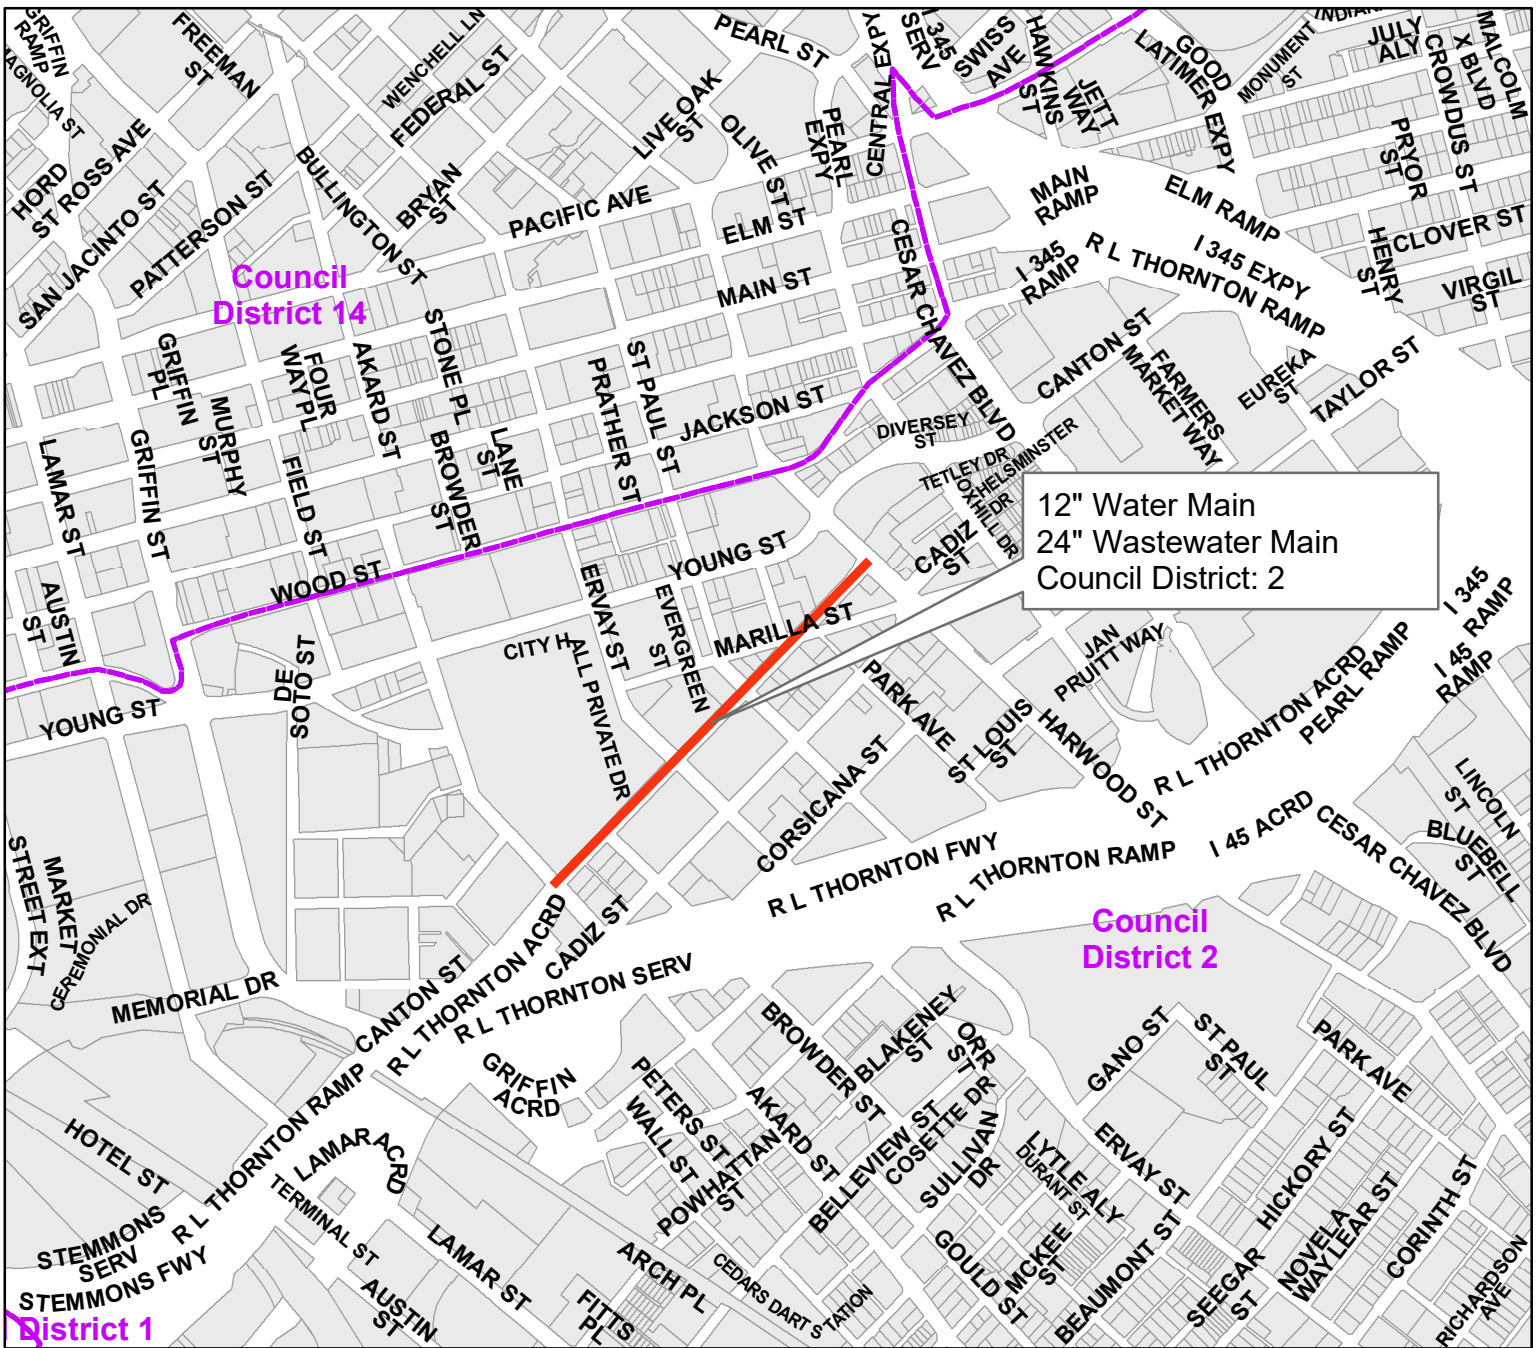 GRIFFIN
RAMP
MAGNOLIA ST
FREEMAN
ST
WENCHELL LN
FEDERAL ST
PEARL ST
LIVE OAK
ST
OLIVE ST
PEARL
EXPY
CENTRAL EXPY
I 345
SERV
SWISS
AVE
HAWKINS
ST
JETT
WAY
GOOD
LATIMER EXPY
MONUMENT
ST
JULY
ALY
CROWDUS ST
X BLVD
MALCOLM
PRYOR
ST
HORD
ST
ROSS AVE
SAN JACINTO ST
PATTERSON ST
BULLINGTON ST
BRYAN
ST
PACIFIC AVE
ELM ST
MAIN ST
MAIN
RAMP
ELM RAMP
I 345
RAMP
R L THORNTON RAMP
I 345 EXPY
HENRY
ST
CLOVER ST
VIRGIL
ST
Council
District 14
CESAR CHAVEZ BLVD
CANTON ST
FARMERS
MARKET WAY
EUREKA
ST
TAYLOR ST
GRIFFIN
PL
MURPHY
ST
FOUR
WAY PL
AKARD ST
STONE PL
LANE
ST
PRATHER ST
ST PAUL ST
JACKSON ST
DIVERSEY
ST
TETLEY DR
HELSMINSTER
DR
FOXHILL DR
CADIZ
ST
LAMAR ST
GRIFFIN ST
FIELD ST
BROWDER
ST
WOOD ST
YOUNG ST
12" Water Main
24" Wastewater Main
Council District: 2
AUSTIN
ST
DE
SOTO ST
YOUNG ST
CITY HALL PRIVATE DR
ERVAY ST
EVERGREEN
ST
MARILLA ST
PARK AVE
ST LOUIS
ST
JAN
PRUITT WAY
HARWOOD ST
CORSICANA ST
R L THORNTON ACRD
PEARL RAMP
I 345
RAMP
I 45
RAMP
LINCOLN
ST
BLUEBELL
ST
I 45 ACRD
CESAR CHAVEZ BLVD
R L THORNTON FWY
R L THORNTON RAMP
MARKET
STREET EXT
CEREMONIAL DR
MEMORIAL DR
CANTON ST
R L THORNTON ACRD
CADIZ ST
R L THORNTON SERV
Council
District 2
GRIFFIN
ACRD
BROWDER ST
BLAKENEY
ST
ORR
ST
GANO ST
ST PAUL
ST
PARK AVE
PETERS ST
WALL ST
POWHATTAN
ST
AKARD ST
BELLEVIEW ST
COSETTE DR
SULLIVAN
DR
LYTLE ALY
DURANT ST
ERVAY ST
HICKORY ST
HOTEL ST
R L THORNTON RAMP
LAMAR ACRD
TERMINAL ST
STEMMONS
SERV
STEMMONS FWY
LAMAR ST
AUSTIN
ST
ARCH PL
FITTS
PL
CEDARS DART STATION
GOULD ST
MCKEE
ST
BEAUMONT ST
SEEGAR
ST
NOVELA
WAY
LEAR ST
CORINTH ST
RICHARDSON
AVE
District 1